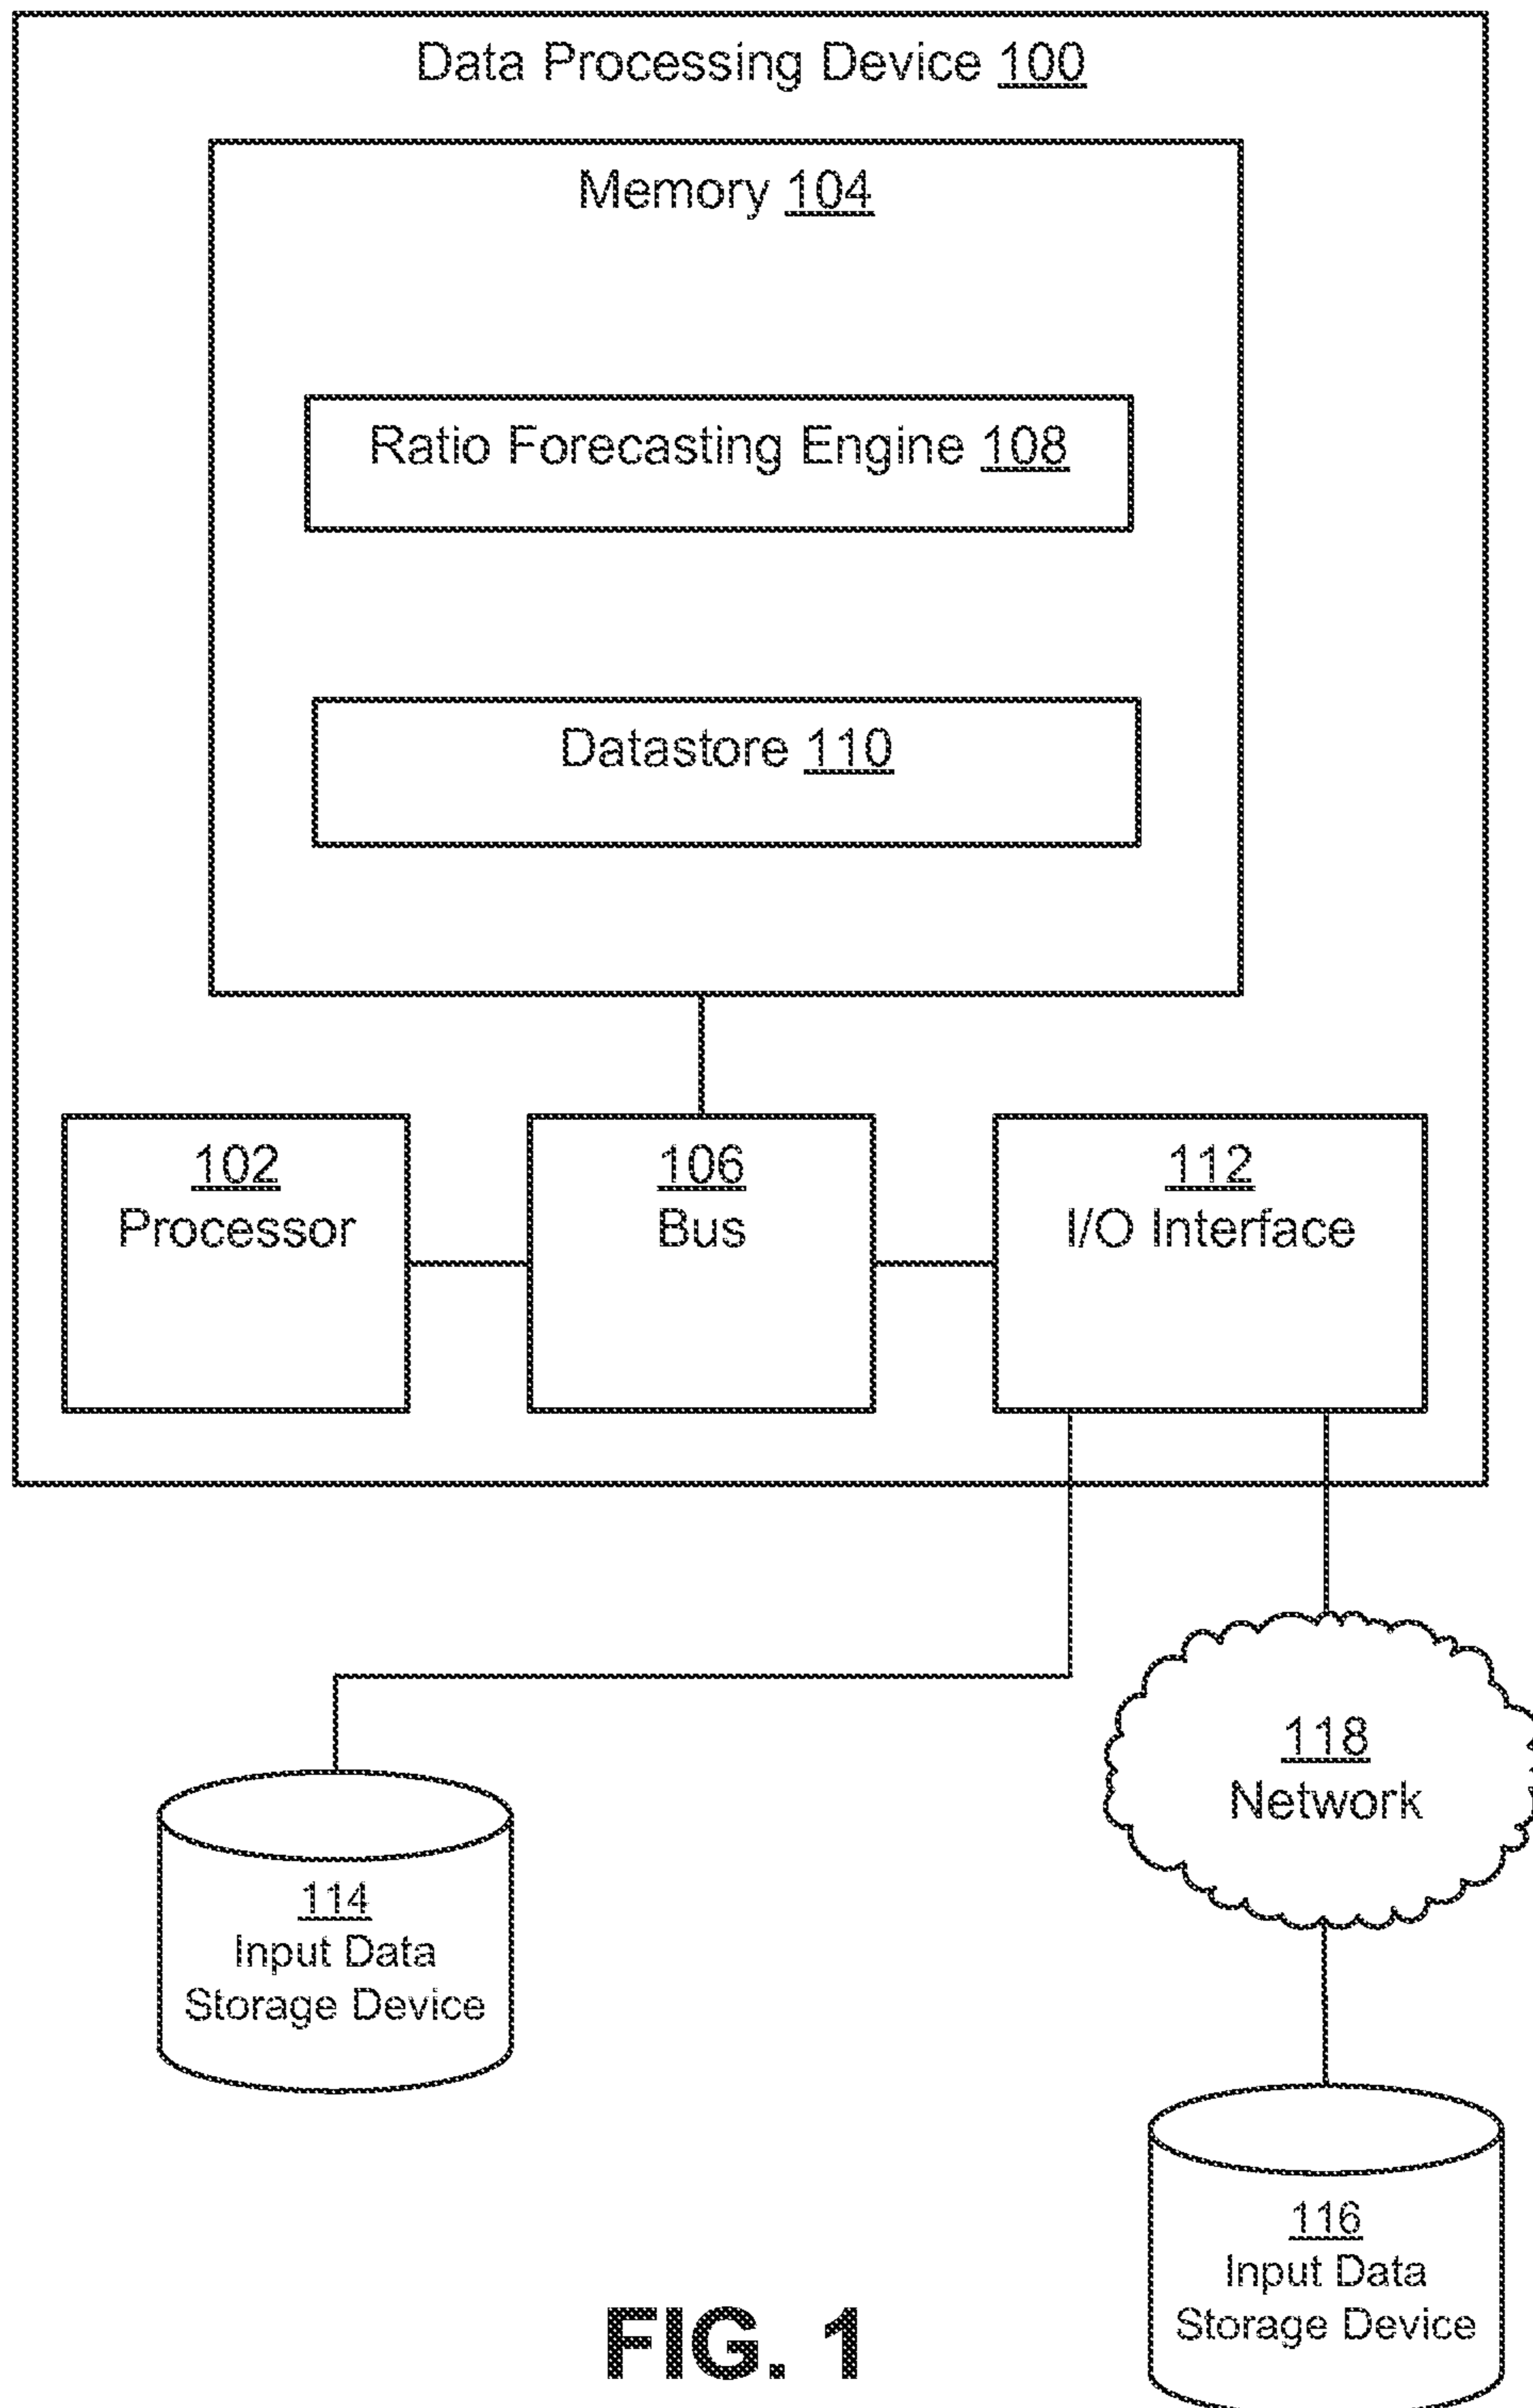 Data Processing Device 100
Memory 104
Ratio Forecasting Engine 108
Datastore 110
102
Processor
106
Bus
112
I/O Interface
118
Network
114
Input Data
Storage Device
116
Input Data
Storage Device
FIG. 1